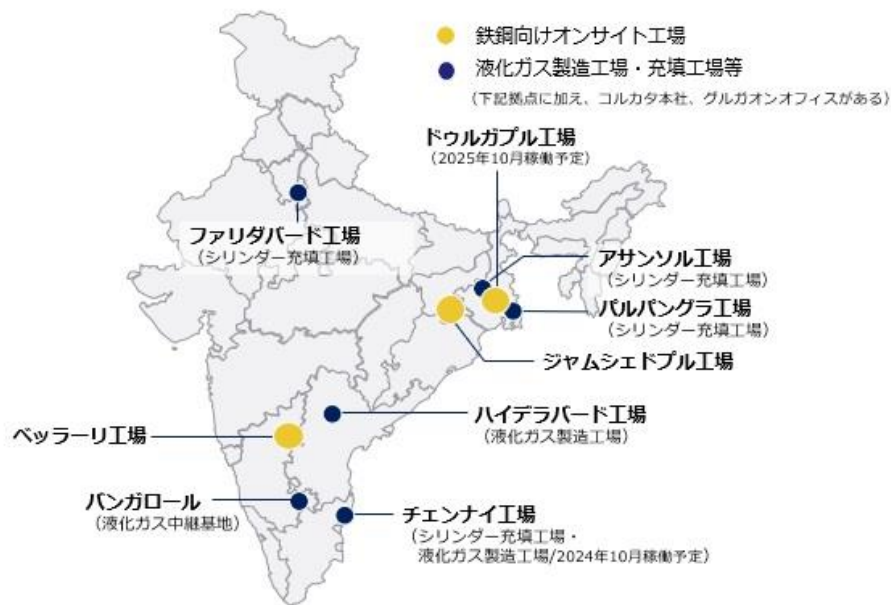 鉄鋼向けオンサイト工場
液化ガス製造工場・充填工場等
（下記拠点に加え、コルカタ本社、グルガオンオフィスがある）
ドゥルガプル工場
（2025年10月稼働予定）
ファリダバード工場
（シリンダー充填工場）
アサンソル工場
（シリンダー充填工場）
パルパングラ工場
（シリンダー充填工場）
ジャムシェドプル工場
ハイデラバード工場
（液化ガス製造工場）
ベッラーリ工場
バンガロール
（液化ガス中継基地）
チェンナイ工場
（シリンダー充填工場・
液化ガス製造工場/2024年10月稼働予定）